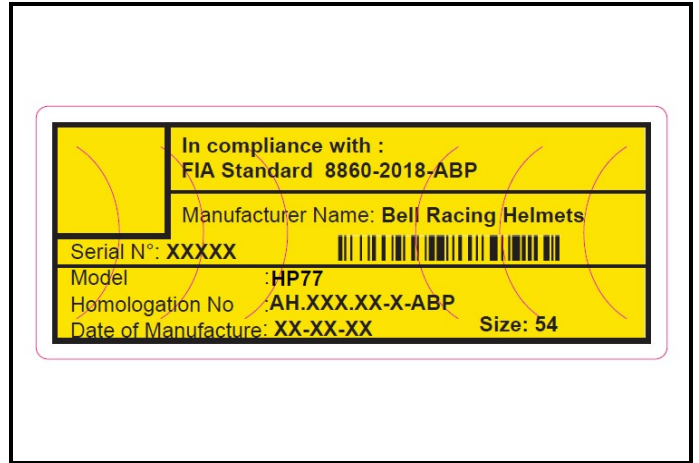 In compliance with :
FIA Standard 8860-2018-ABP
Manufacturer Name: Bell Racing Helmets
Serial N°: XXXXX
Model :HP77
Homologation No :AH.XXX.XX-X-ABP
Date of Manufacture: XX-XX-XX Size: 54